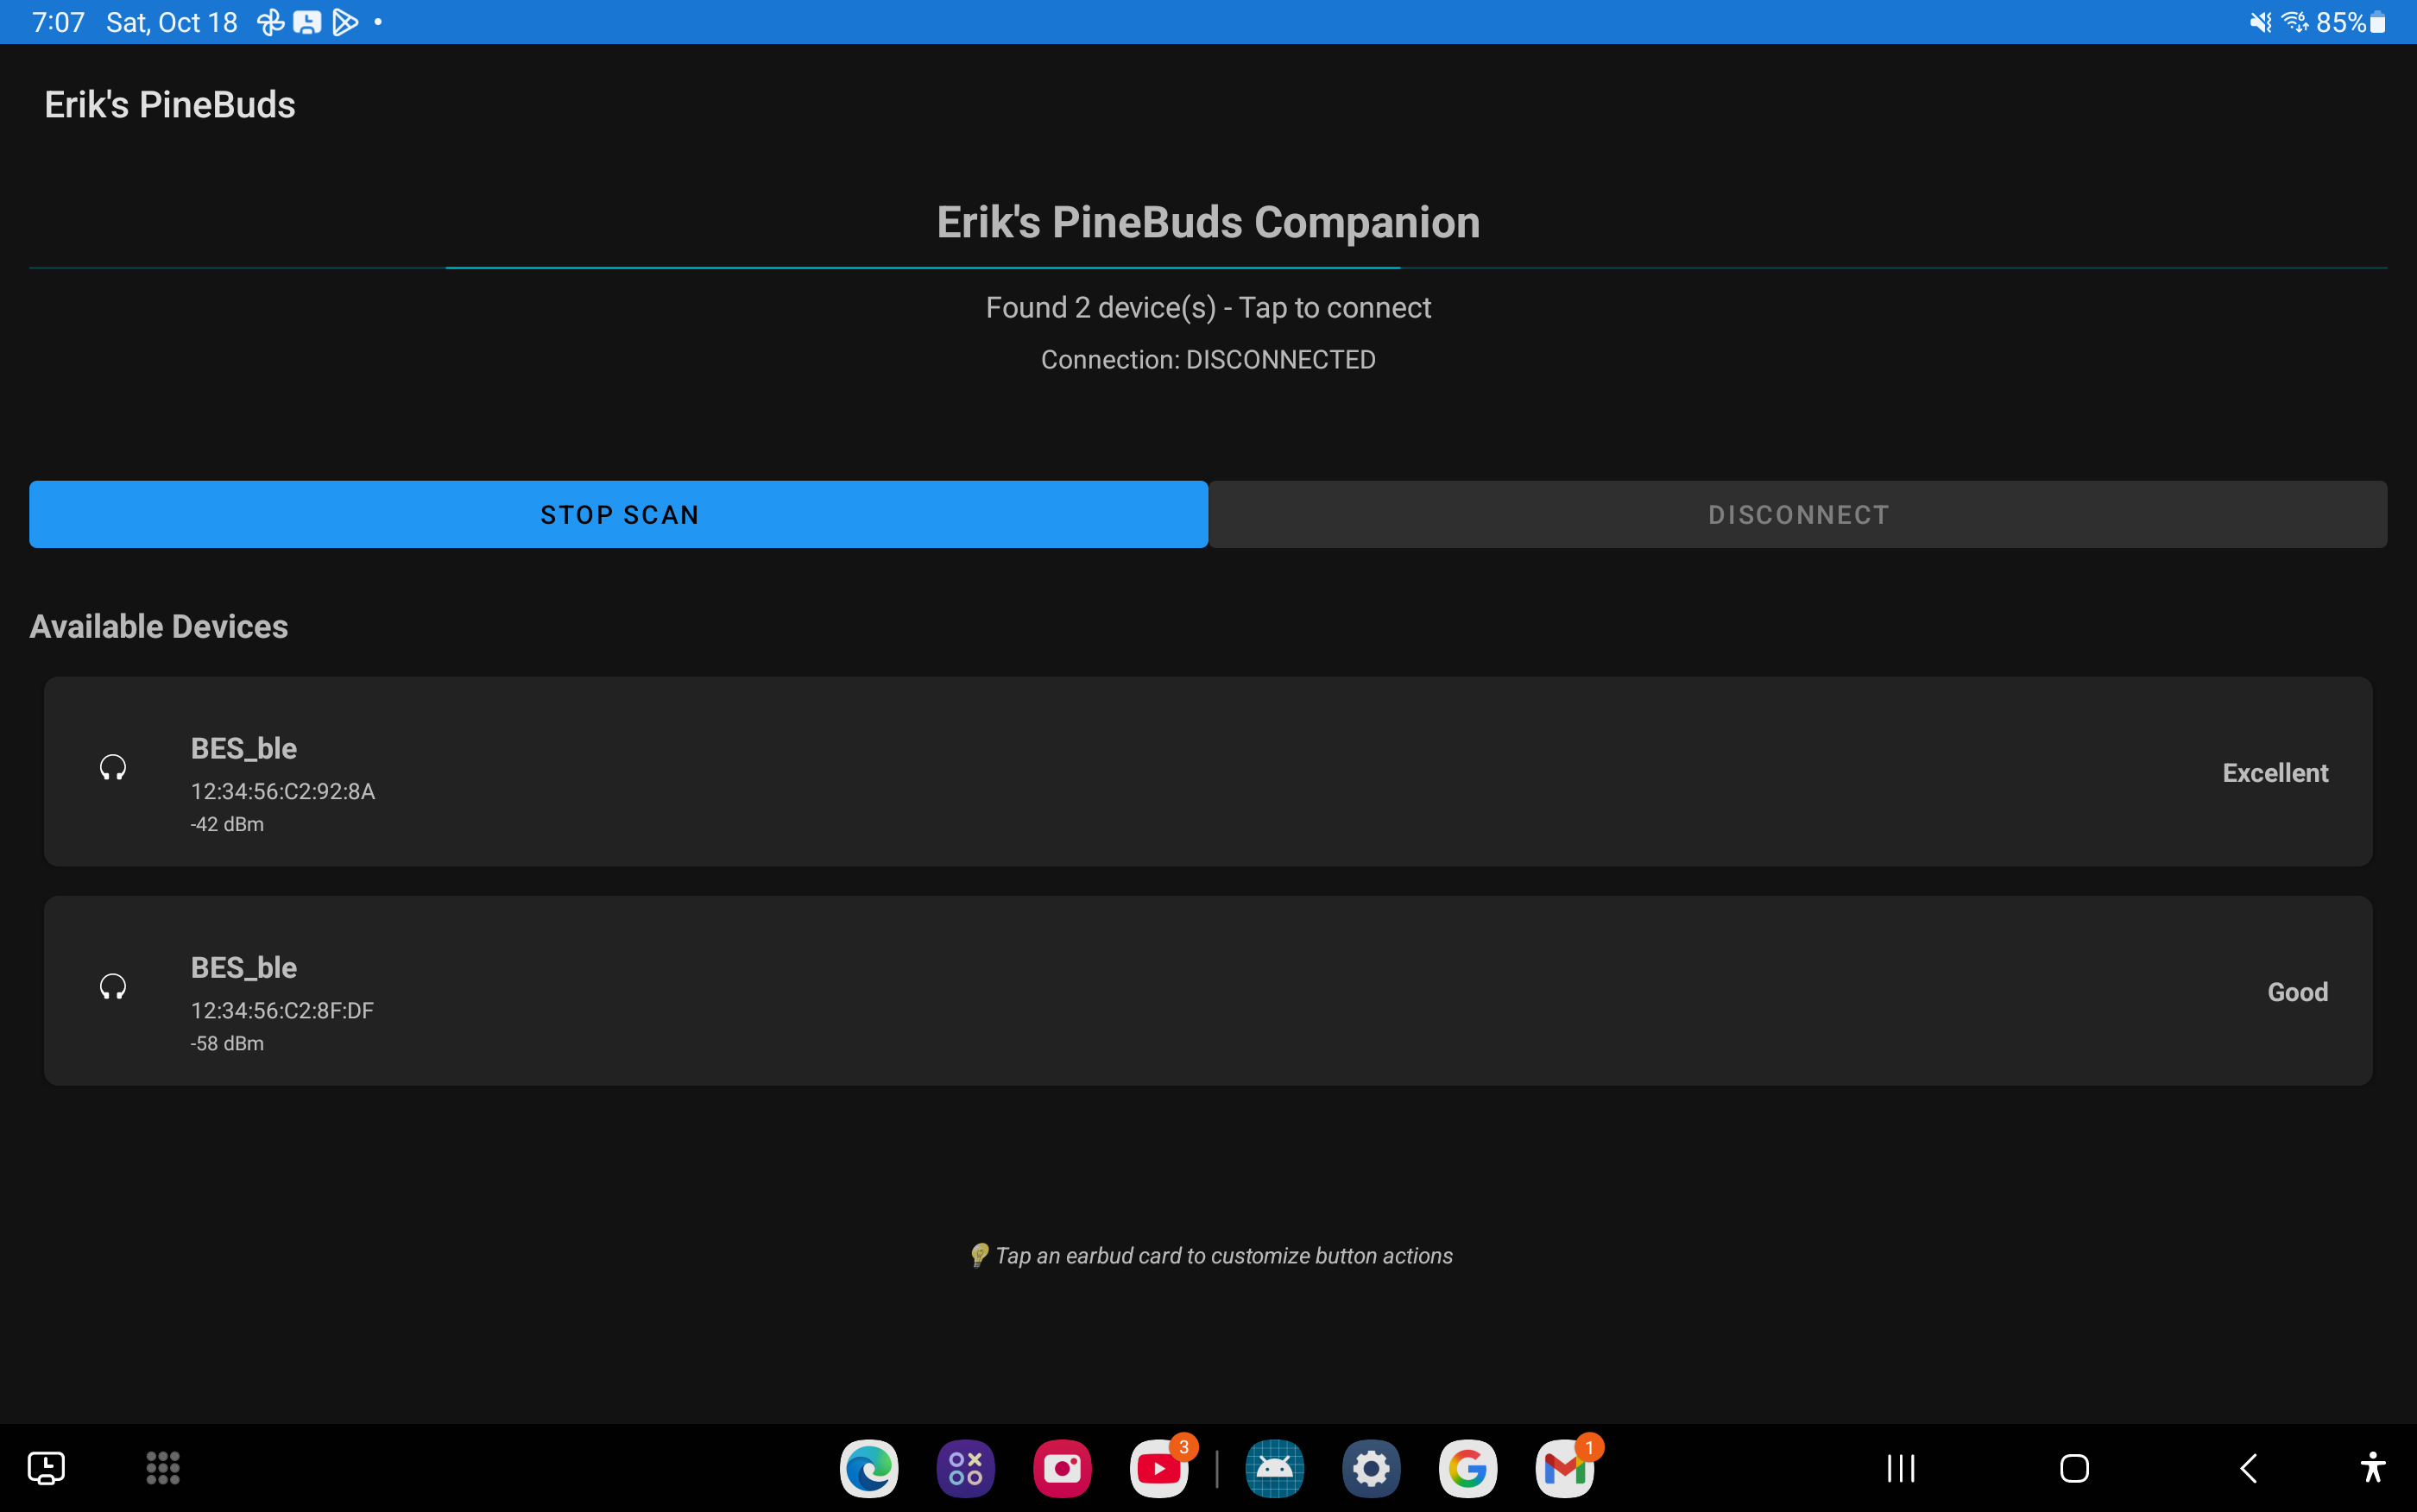 7:07 Sat, Oct 18
85%
Erik's PineBuds
Erik's PineBuds Companion
Found 2 device(s) - Tap to connect
Connection: DISCONNECTED
STOP SCAN
DISCONNECT
Available Devices
BES_ble
12:34:56:C2:92:8A
-42 dBm
Excellent
BES_ble
12:34:56:C2:8F:DF
-58 dBm
Good
Tap an earbud card to customize button actions
3
1